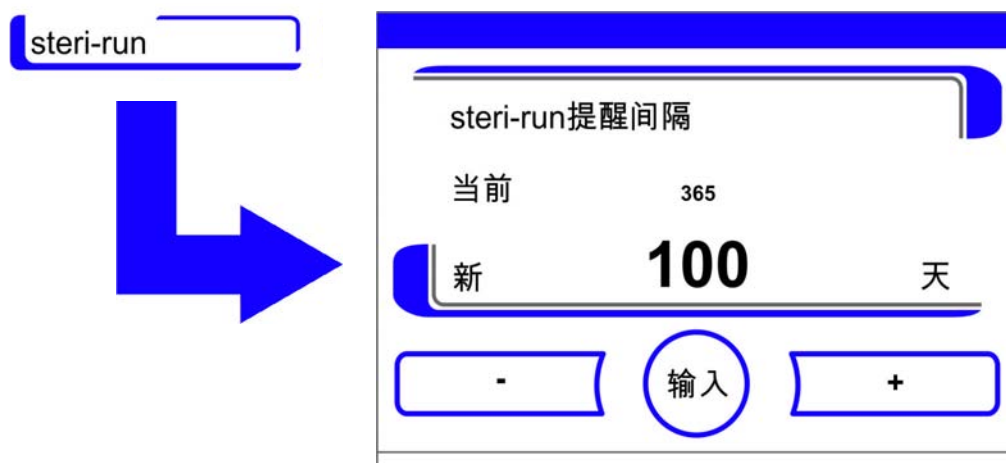 steri-run
steri-run提醒间隔
当前 365
新 100 天
- 输入 +